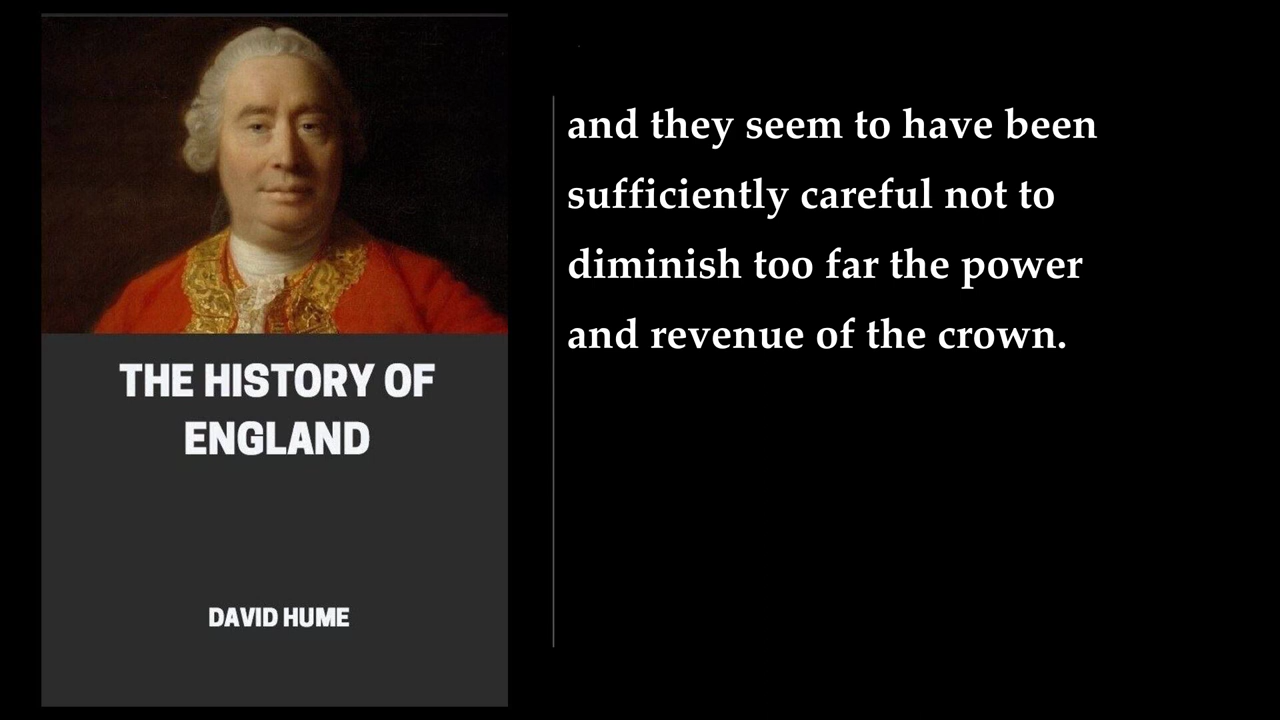 THE HISTORY OF
ENGLAND
DAVID HUME
and they seem to have been
sufficiently careful not to
diminish too far the power
and revenue of the crown.